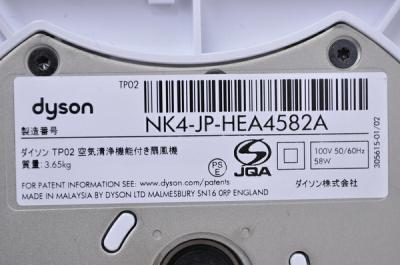 TP02
dyson
製造番号
NK4-JP-HEA4582A
ダイソン TP02 空気清浄機能付き扇風機
質量: 3.65kg
PS
E
JQA
100V 50/60Hz
58W
FOR PATENT INFORMATION SEE: www.dyson.com/patents
MADE IN MALAYSIA BY DYSON LTD MALMESBURY SN16 0RP ENGLAND
ダイソン株式会社
305615-01/02